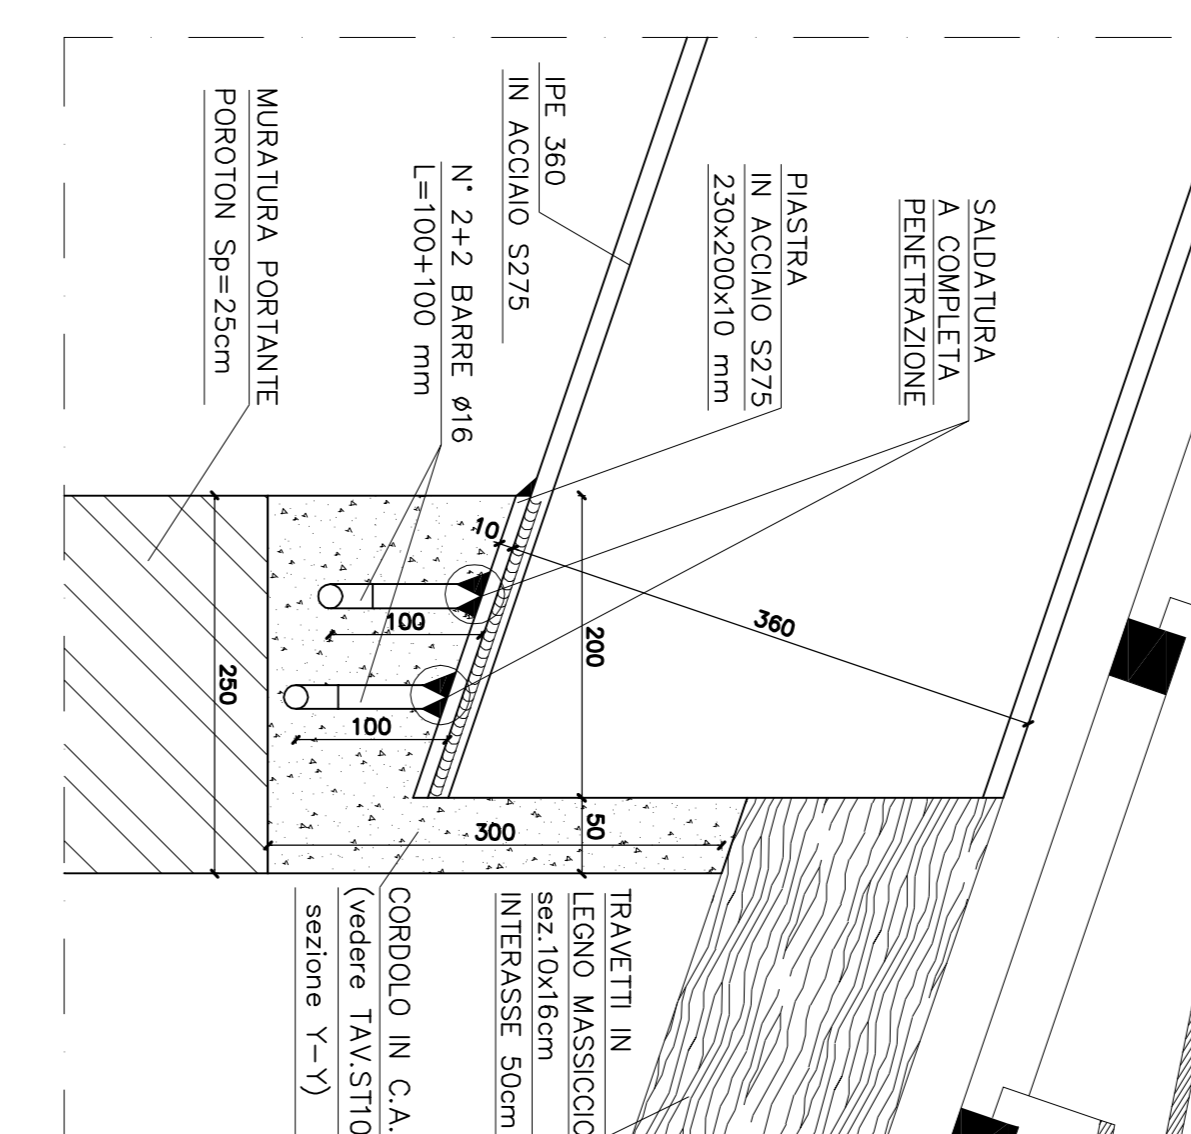 MURATURA PORTANTE
POROTON Sp=25cm
N° 2+2 BARRE Ø16
L=100+100 mm
IPE 360
IN ACCIAIO S275
PIASTRA
IN ACCIAIO S275
230x200x10 mm
SALDATURA
A COMPLETA
PENETRAZIONE
10
360
100
200
100
250
300
50
CORDOLO IN C.A.
(vedere TAV.ST10
sezione Y-Y)
TRAVETTI IN
LEGNO MASSICCIO
sez.10x16cm
INTERASSE 50cm